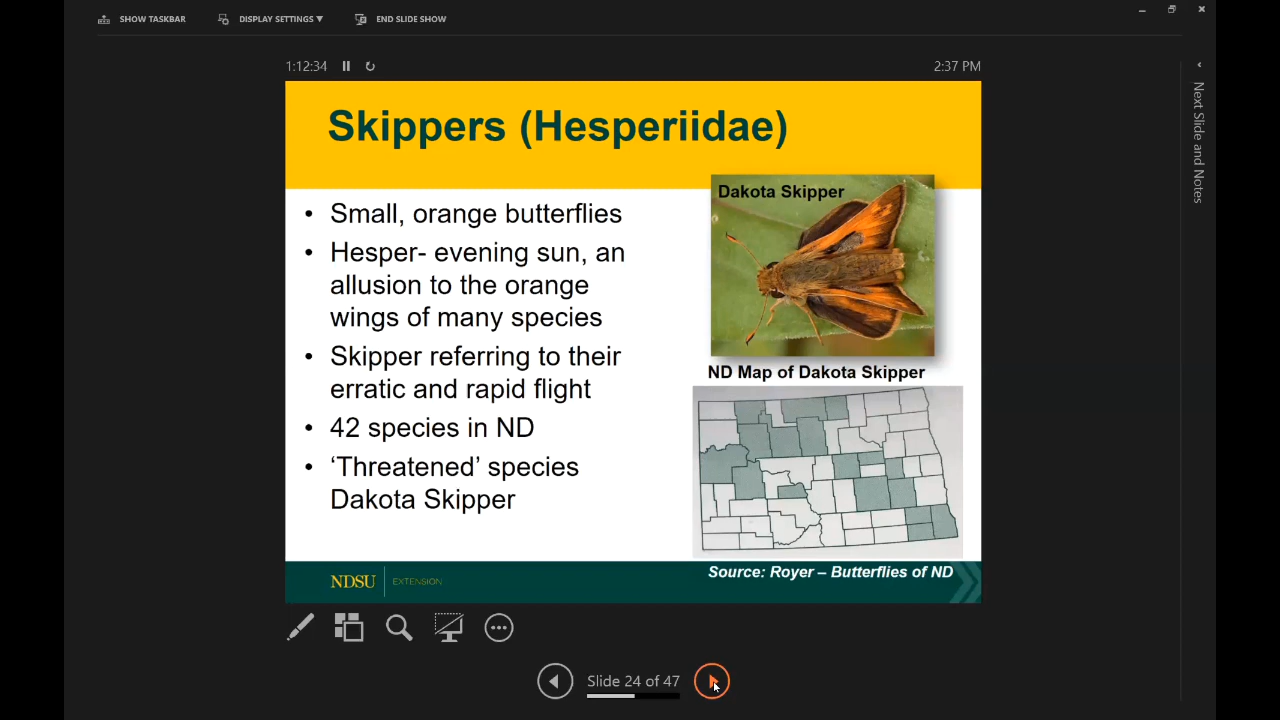 SHOW TASKBAR
DISPLAY SETTINGS ▼
END SLIDE SHOW
1:12:34
2:37 PM
Skippers (Hesperiidae)
• Small, orange butterflies
• Hesper- evening sun, an
allusion to the orange
wings of many species
• Skipper referring to their
erratic and rapid flight
• 42 species in ND
• ‘Threatened’ species
Dakota Skipper
Dakota Skipper
ND Map of Dakota Skipper
Source: Royer – Butterflies of ND
NDSU
EXTENSION
Slide 24 of 47
Next Slide and Notes